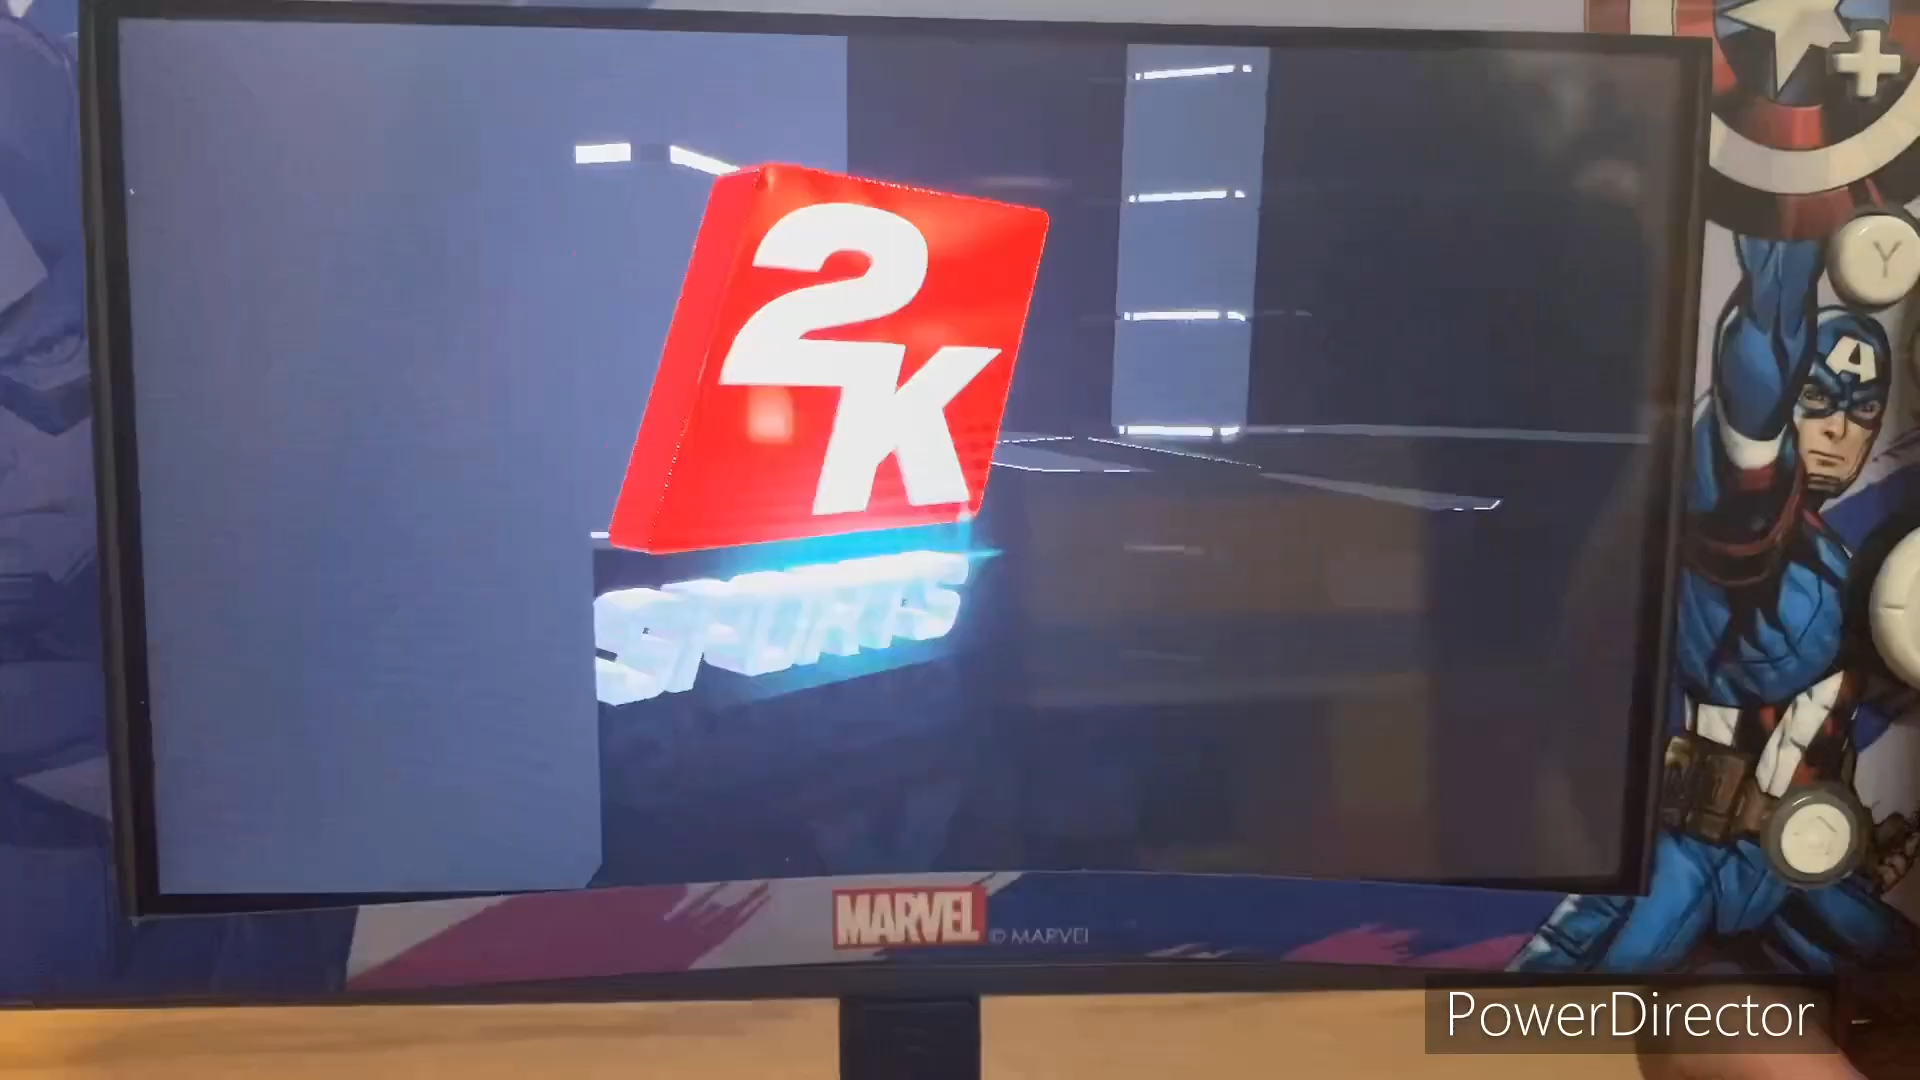 2K
SPORTS
MARVEL
© MARVEL
+
Y
A
PowerDirector